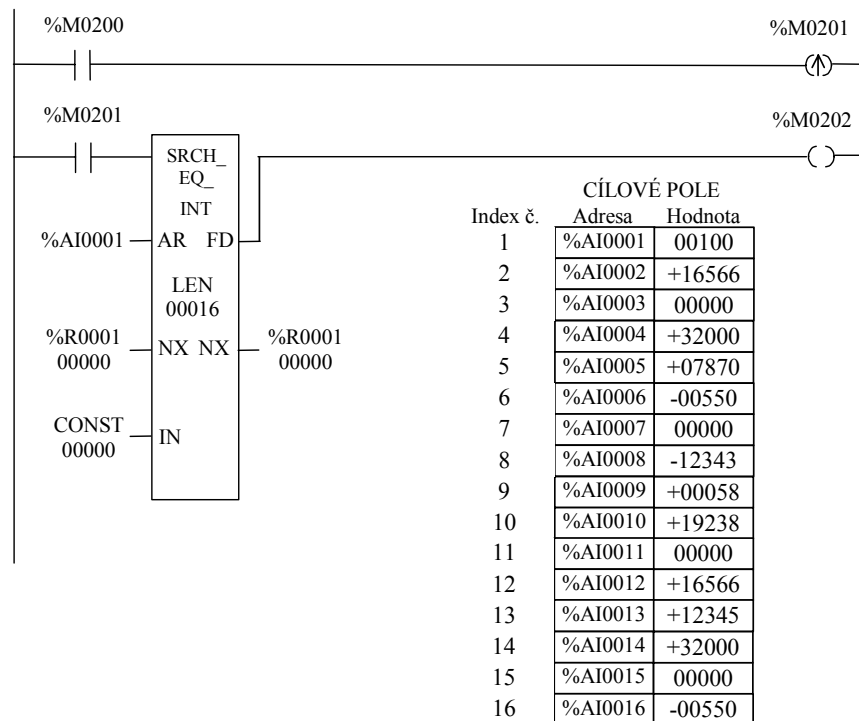 %M0200
%M0201
%M0201
%M0202
SRCH_
EQ_
INT
%AI0001
AR FD
LEN
00016
%R0001
00000
NX NX
%R0001
00000
CONST
00000
IN
CÍLOVÉ POLE
Index č. Adresa Hodnota
1 %AI0001 00100
2 %AI0002 +16566
3 %AI0003 00000
4 %AI0004 +32000
5 %AI0005 +07870
6 %AI0006 -00550
7 %AI0007 00000
8 %AI0008 -12343
9 %AI0009 +00058
10 %AI0010 +19238
11 %AI0011 00000
12 %AI0012 +16566
13 %AI0013 +12345
14 %AI0014 +32000
15 %AI0015 00000
16 %AI0016 -00550